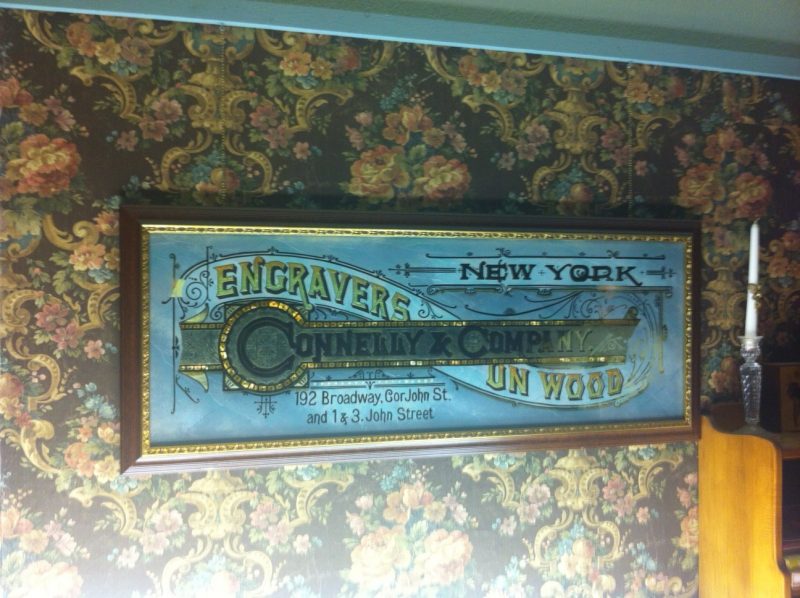 ENGRAVERS
NEW YORK
CONNELLY & COMPANY.
ON WOOD
192 Broadway. Cor John St.
and 1 & 3. John Street